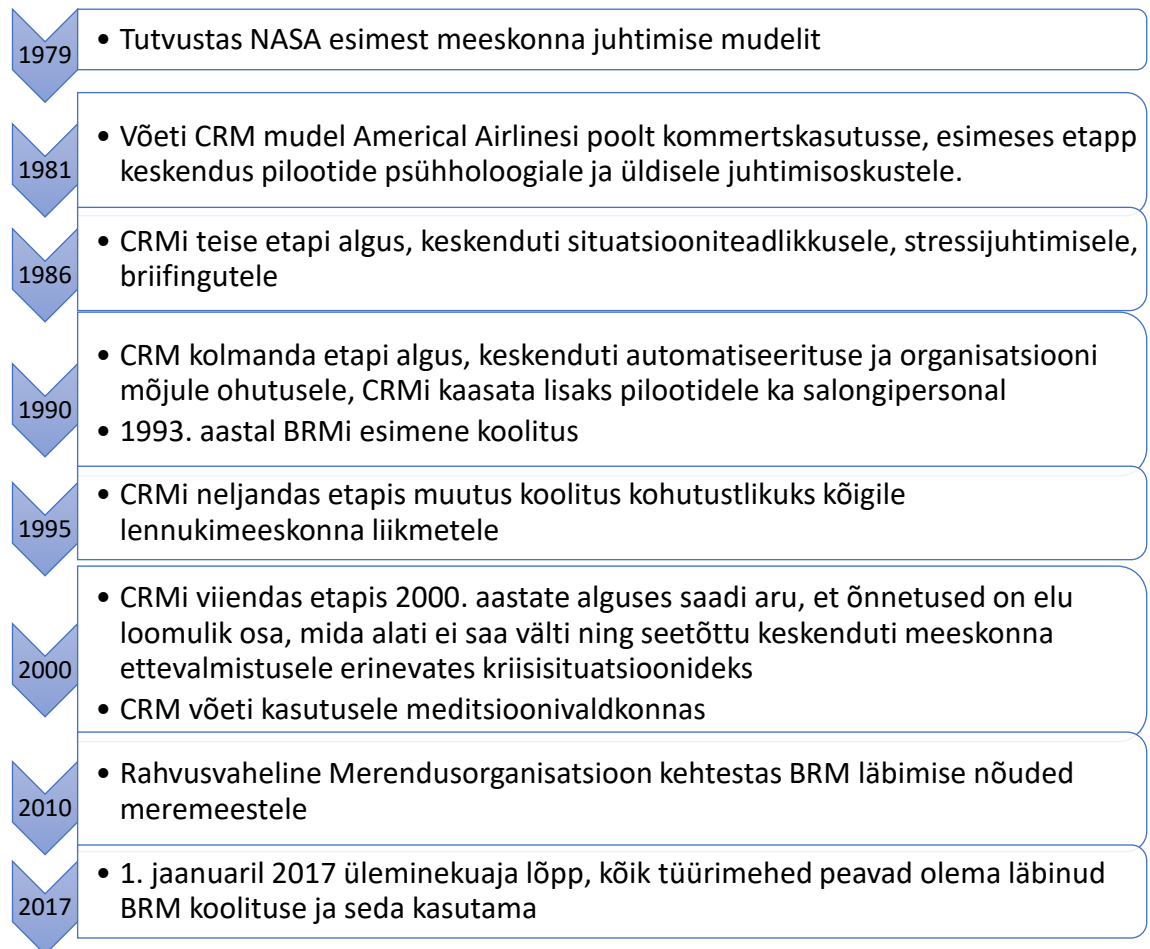 1979
• Tutvustas NASA esimest meeskonna juhtimise mudelit
1981
• Võeti CRM mudel Americal Airlinesi poolt kommertskasutusse, esimeses etapp
keskendus pilootide psühholoogiale ja üldisele juhtimisoskustele.
1986
• CRMi teise etapi algus, keskenduti situatsiooniteadlikkusele, stressijuhtimisele,
briifingutele
1990
• CRM kolmanda etapi algus, keskenduti automatiseerituse ja organisatsiooni
mõjule ohutusele, CRMi kaasata lisaks pilootidele ka salongipersonal
• 1993. aastal BRMi esimene koolitus
1995
• CRMi neljandas etapis muutus koolitus kohutustlikuks kõigile
lennukimeeskonna liikmetele
2000
• CRMi viiendas etapis 2000. aastate alguses saadi aru, et õnnetused on elu
loomulik osa, mida alati ei saa välti ning seetõttu keskenduti meeskonna
ettevalmistusele erinevates kriisisituatsioonideks
• CRM võeti kasutusele meditsioonivaldkonnas
2010
• Rahvusvaheline Merendusorganisatsioon kehtestas BRM läbimise nõuded
meremeestele
2017
• 1. jaanuaril 2017 üleminekuaja lõpp, kõik tüürimehed peavad olema läbinud
BRM koolituse ja seda kasutama